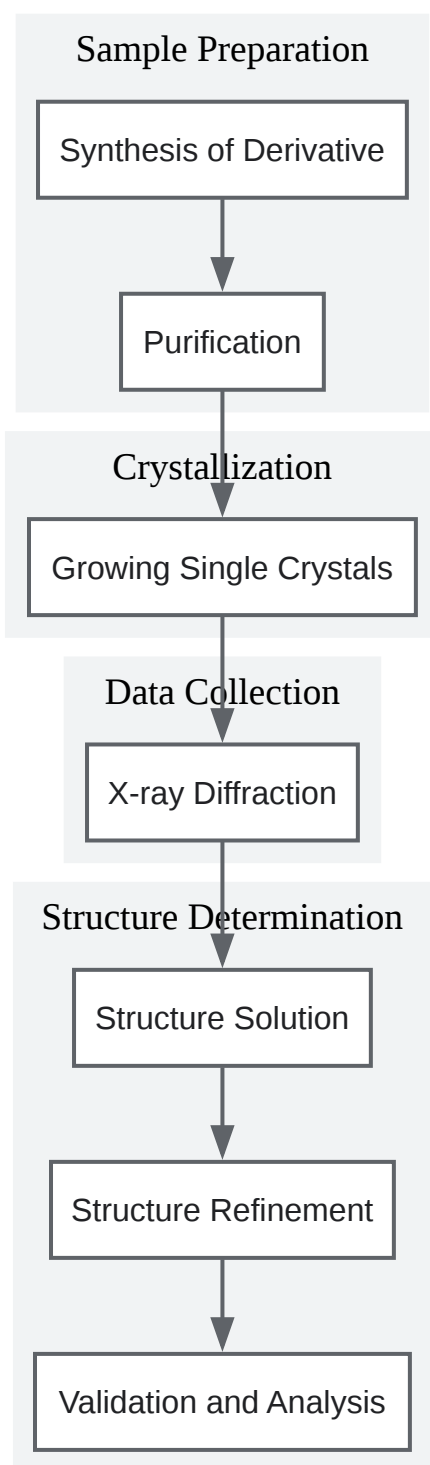 Sample Preparation
Synthesis of Derivative
Purification
Crystallization
Growing Single Crystals
Data Collection
X-ray Diffraction
Structure Determination
Structure Solution
Structure Refinement
Validation and Analysis